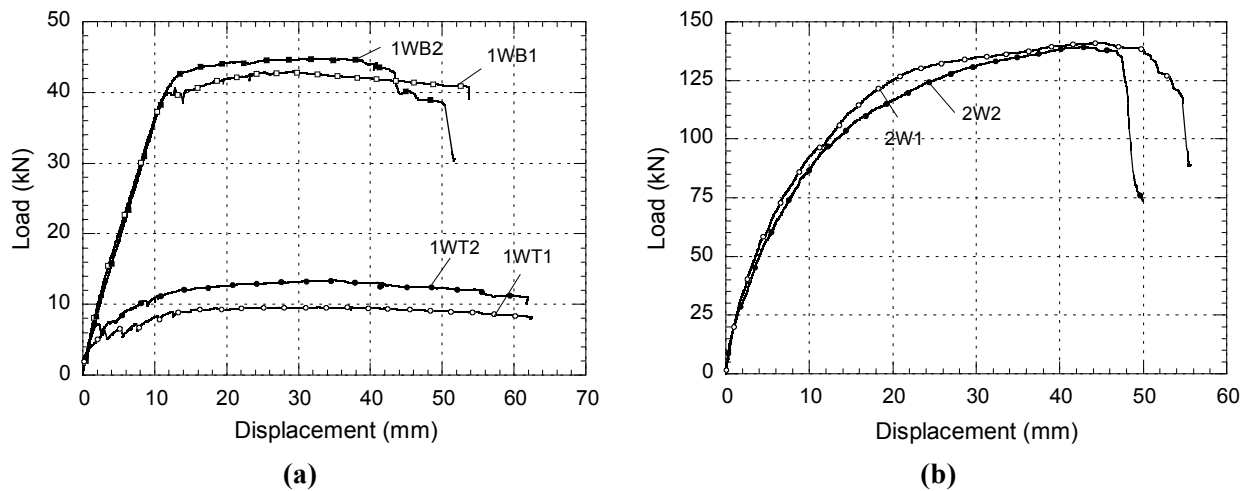 50
45
40
30
20
10
0
0 10 20 30 40 50 60 70
Load (kN)
Displacement (mm)
1WB2
1WB1
1WT2
1WT1
(a)
150
125
100
75
50
25
0
0 10 20 30 40 50 60
Load (kN)
Displacement (mm)
2W2
2W1
(b)